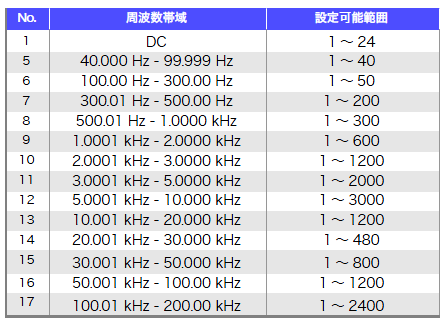 No. 周波数帯域 設定可能範囲
1 DC 1 ～ 24
5 40.000 Hz - 99.999 Hz 1 ～ 40
6 100.00 Hz - 300.00 Hz 1 ～ 50
7 300.01 Hz - 500.00 Hz 1 ～ 200
8 500.01 Hz - 1.0000 kHz 1 ～ 300
9 1.0001 kHz - 2.0000 kHz 1 ～ 600
10 2.0001 kHz - 3.0000 kHz 1 ～ 1200
11 3.0001 kHz - 5.0000 kHz 1 ～ 2000
12 5.0001 kHz - 10.000 kHz 1 ～ 3000
13 10.001 kHz - 20.000 kHz 1 ～ 1200
14 20.001 kHz - 30.000 kHz 1 ～ 480
15 30.001 kHz - 50.000 kHz 1 ～ 800
16 50.001 kHz - 100.00 kHz 1 ～ 1200
17 100.01 kHz - 200.00 kHz 1 ～ 2400